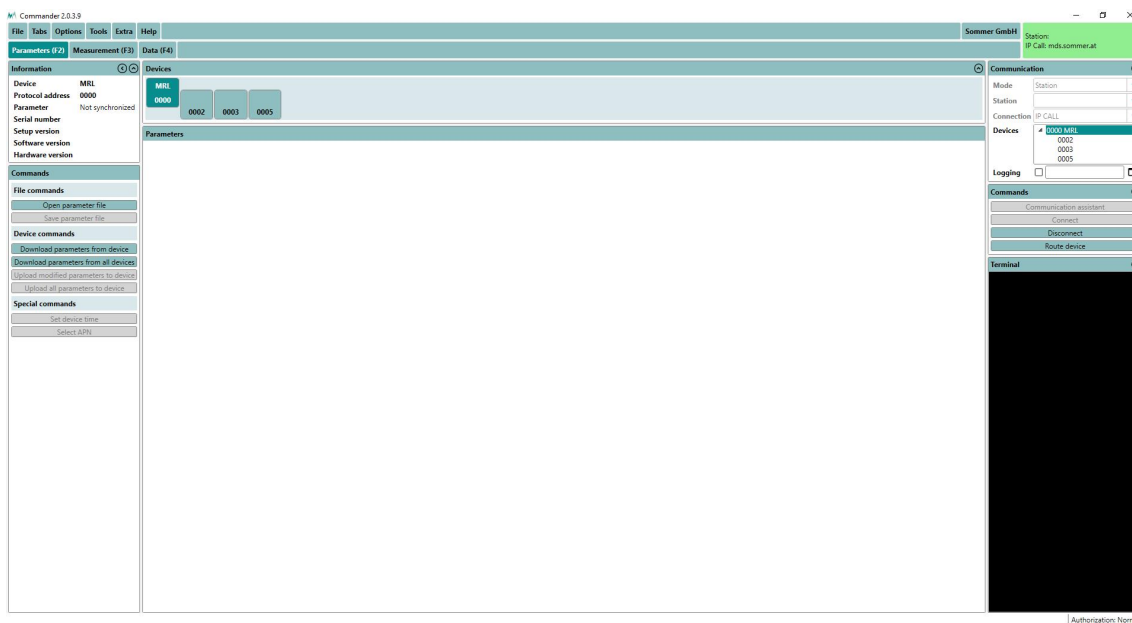 Commander 2.0.3.9
File Tabs Options Tools Extra Help
Sommer GmbH
Station:
IP Call: mds.sommer.at
Parameters (F2) Measurement (F3) Data (F4)
Information
Device MRL
Protocol address 0000
Parameter Not synchronized
Serial number
Setup version
Software version
Hardware version
Commands
File commands
Open parameter file
Save parameter file
Device commands
Download parameters from device
Download parameters from all devices
Upload modified parameters to device
Upload all parameters to device
Special commands
Set device time
Select APN
Devices
MRL
0000 0002 0003 0005
Parameters
Communication
Mode Station
Station
Connection IP CALL
Devices 0000 MRL
0002
0003
0005
Logging
Commands
Communication assistant
Connect
Disconnect
Route device
Terminal
Authorization: Norm